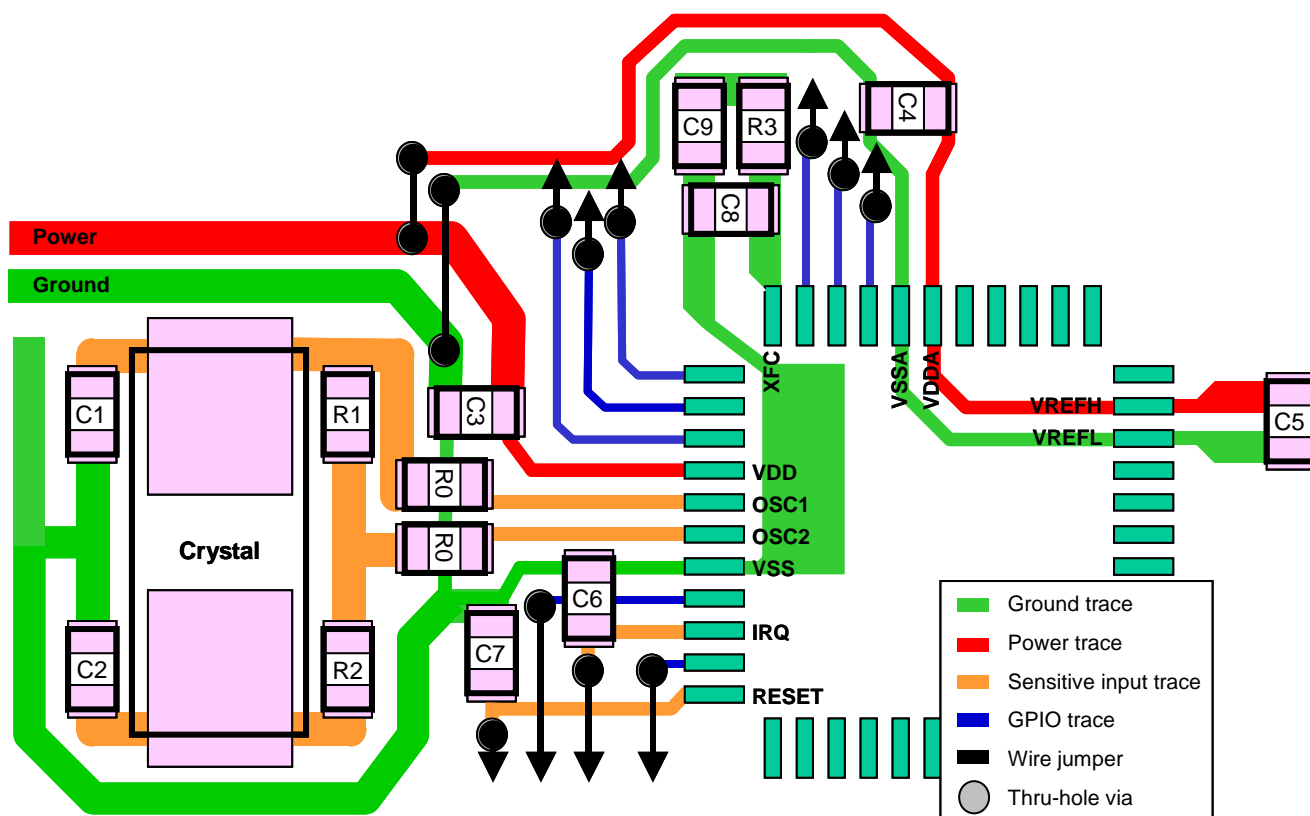 C4
C9
R3
C8
Power
Ground
XFC
VSSA
VDDA
C1
R1
C3
VREFH
VREFL
C5
R0
VDD
OSC1
R0
OSC2
Crystal
VSS
C6
IRQ
C7
C2
R2
RESET
Ground trace
Power trace
Sensitive input trace
GPIO trace
Wire jumper
Thru-hole via